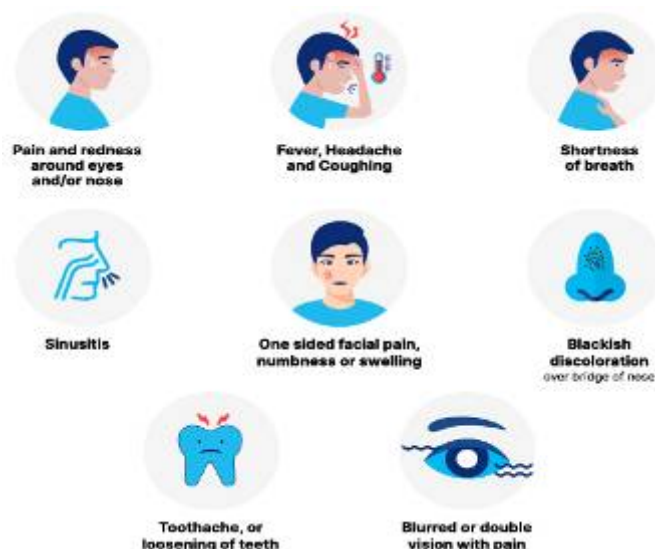 Pain and redness
around eyes
and/or nose
Fever, Headache
and Coughing
Shortness
of breath
Sinusitis
One sided facial pain,
numbness or swelling
Blackish
discoloration
over bridge of nose
Toothache, or
loosening of teeth
Blurred or double
vision with pain